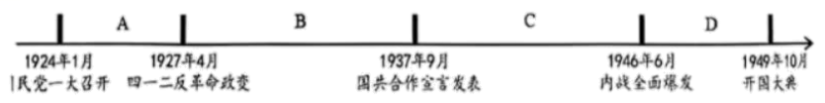 A B C D
1924年1月 1927年4月 1937年9月 1946年6月 1949年10月
民党一大召开 四一二反革命政变 国共合作宣言发表 内战全面爆发 开国大典